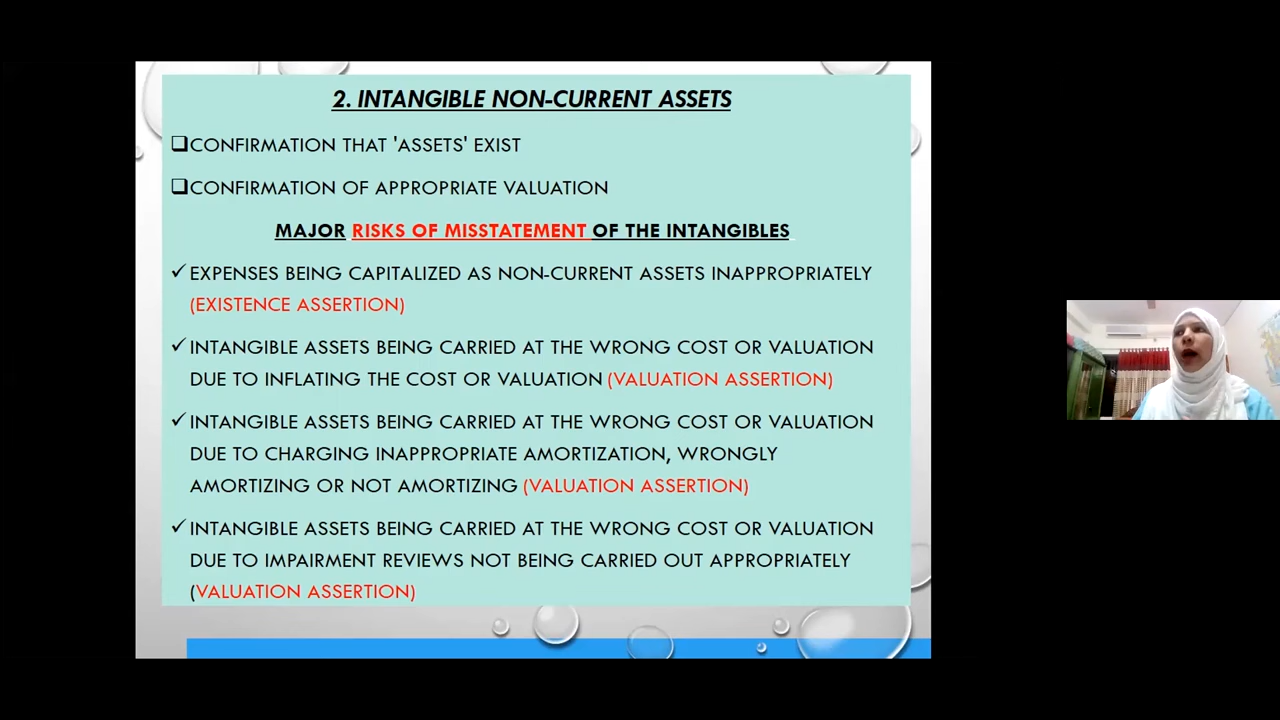 2. INTANGIBLE NON-CURRENT ASSETS
❑CONFIRMATION THAT 'ASSETS' EXIST
❑CONFIRMATION OF APPROPRIATE VALUATION
MAJOR RISKS OF MISSTATEMENT OF THE INTANGIBLES
✓EXPENSES BEING CAPITALIZED AS NON-CURRENT ASSETS INAPPROPRIATELY
(EXISTENCE ASSERTION)
✓INTANGIBLE ASSETS BEING CARRIED AT THE WRONG COST OR VALUATION
DUE TO INFLATING THE COST OR VALUATION (VALUATION ASSERTION)
✓INTANGIBLE ASSETS BEING CARRIED AT THE WRONG COST OR VALUATION
DUE TO CHARGING INAPPROPRIATE AMORTIZATION, WRONGLY
AMORTIZING OR NOT AMORTIZING (VALUATION ASSERTION)
✓INTANGIBLE ASSETS BEING CARRIED AT THE WRONG COST OR VALUATION
DUE TO IMPAIRMENT REVIEWS NOT BEING CARRIED OUT APPROPRIATELY
(VALUATION ASSERTION)